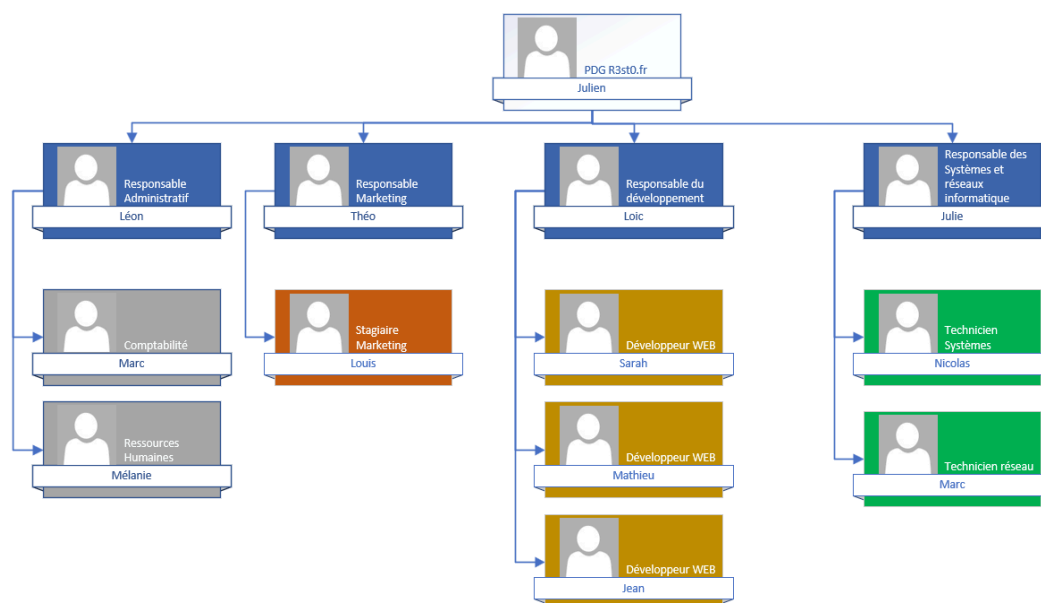 PDG R3st0.fr
Julien
Responsable
Administratif
Léon
Responsable
Marketing
Théo
Responsable du
développement
Loic
Responsable des
Systèmes et
réseaux
informatique
Julie
Comptabilité
Marc
Stagiaire
Marketing
Louis
Développeur WEB
Sarah
Technicien
Systèmes
Nicolas
Ressources
Humaines
Mélanie
Développeur WEB
Mathieu
Technicien réseau
Marc
Développeur WEB
Jean